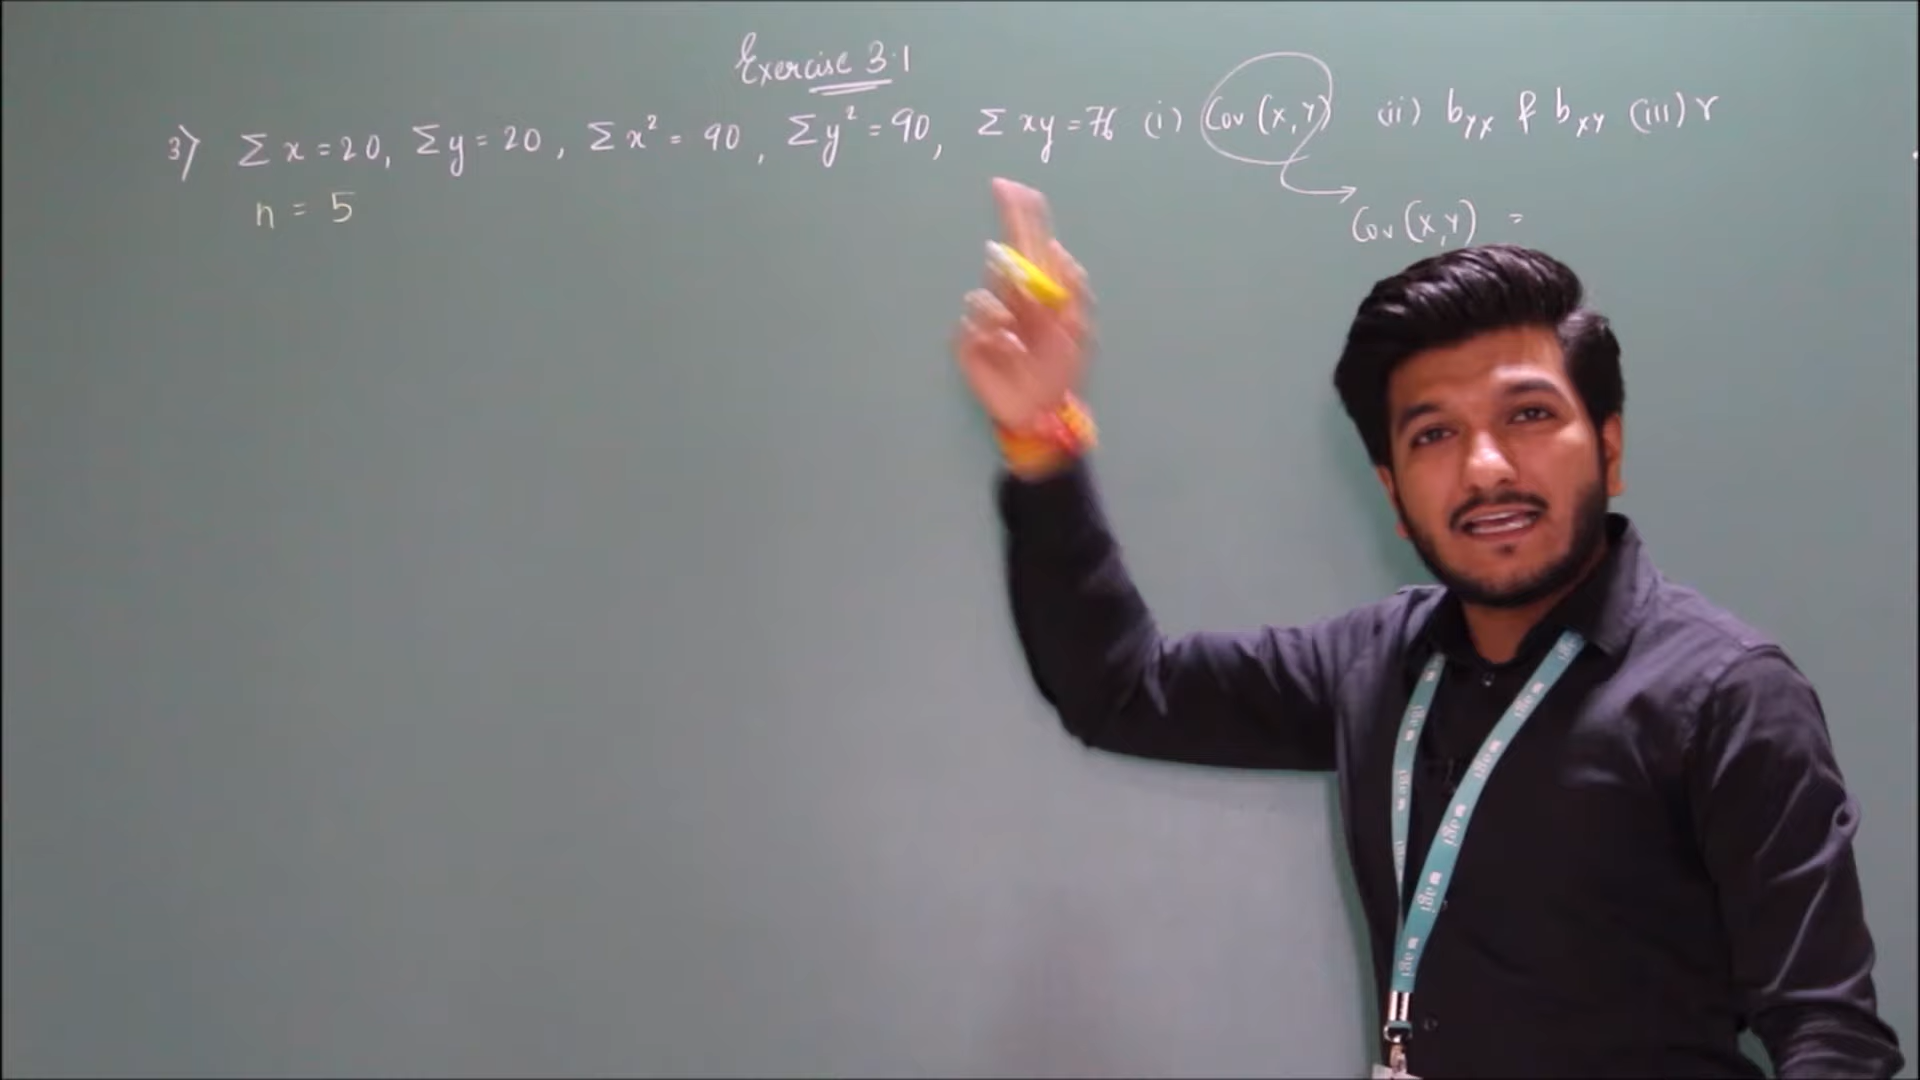 Exercise 3.1
3) Σx=20, Σy=20, Σx² = 90, Σy²=90, Σxy=76 (i) Cov(X,Y) (ii) bYX & bXY (iii) r
n = 5
Cov(X,Y) =